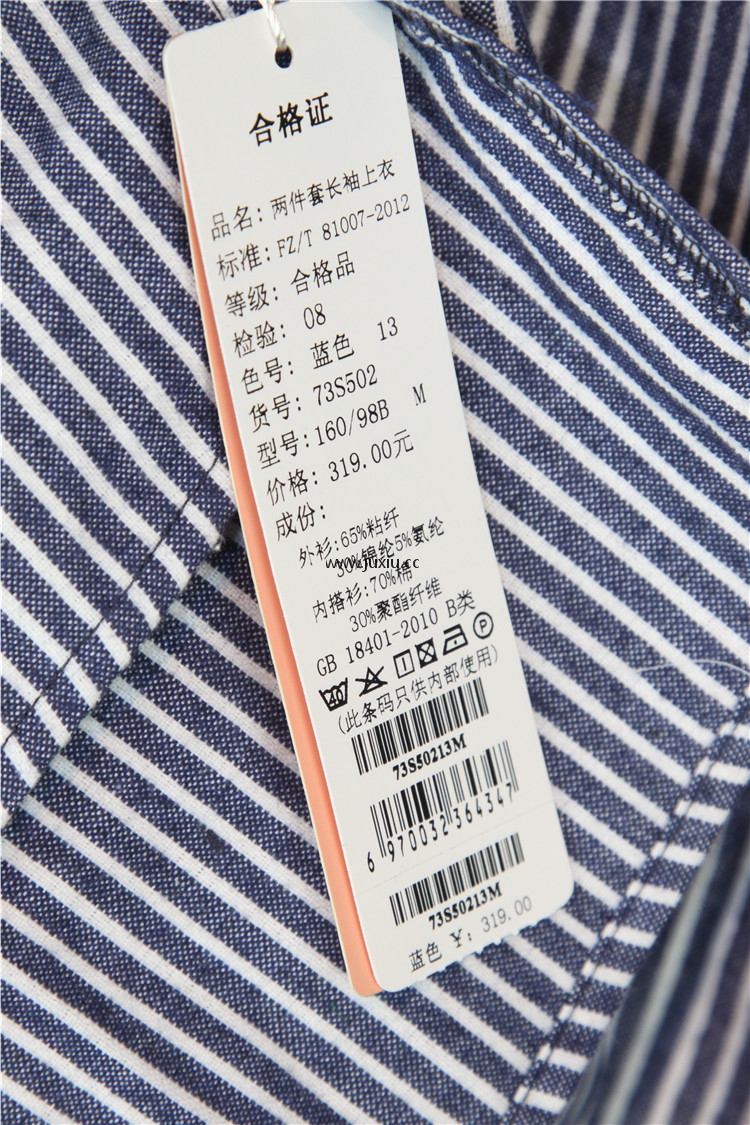 合格证
品名: 两件套长袖上衣
标准: FZ/T 81007-2012
等级: 合格品
检验: 08
色号: 蓝色 13
货号: 73S502
型号: 160/98B M
价格: 319.00元
成份:
外衫:65%粘纤
30%锦纶5%氨纶
www.juxiu.cc
内搭衫:70%棉
30%聚酯纤维
GB 18401-2010 B类
P
(此条码只供内部使用)
73S50213M
6 970032 364347
73S50213M
蓝色 ¥: 319.00